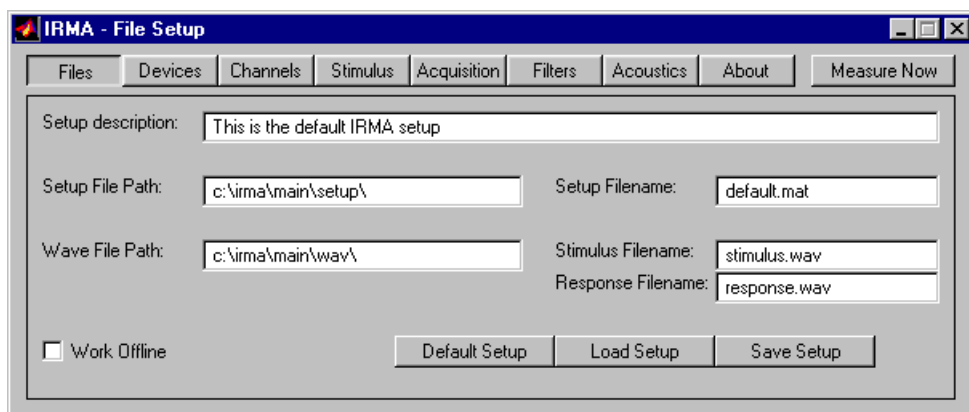 IRMA - File Setup
Files Devices Channels Stimulus Acquisition Filters Acoustics About Measure Now
Setup description: This is the default IRMA setup
Setup File Path: c:\irma\main\setup\ Setup Filename: default.mat
Wave File Path: c:\irma\main\wav\ Stimulus Filename: stimulus.wav
Response Filename: response.wav
Work Offline Default Setup Load Setup Save Setup